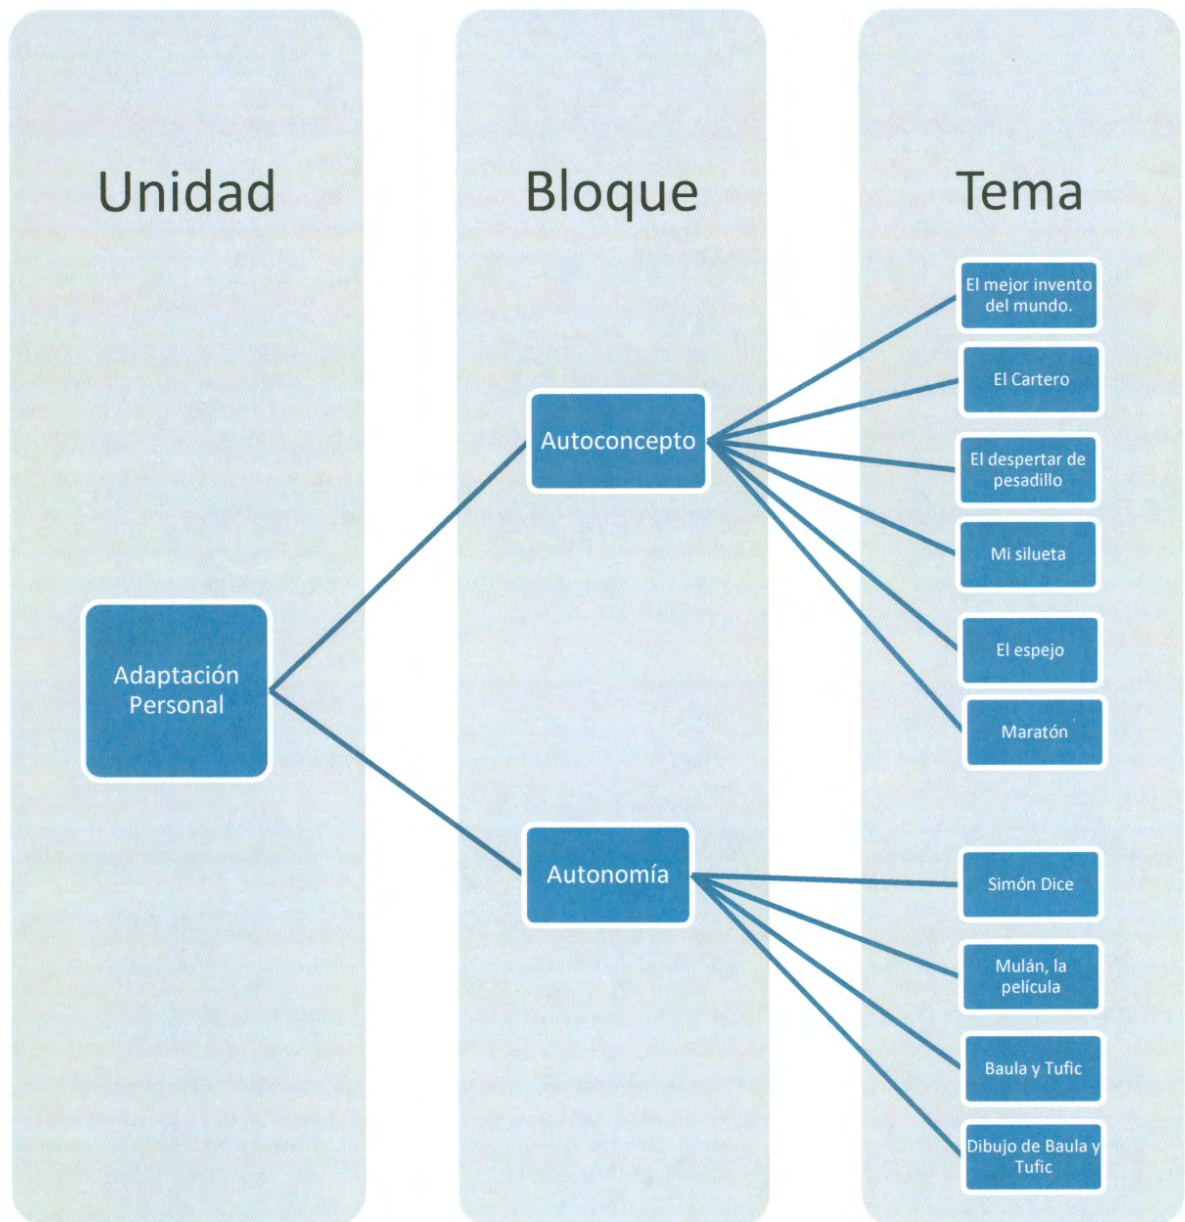 Unidad
Bloque
Tema
El mejor invento
del mundo.
El Cartero
Autoconcepto
El despertar de
pesadillo
Mi silueta
El espejo
Adaptación
Personal
Maratón
Autonomía
Simón Dice
Mulán, la
película
Baula y Tufic
Dibujo de Baula y
Tufic